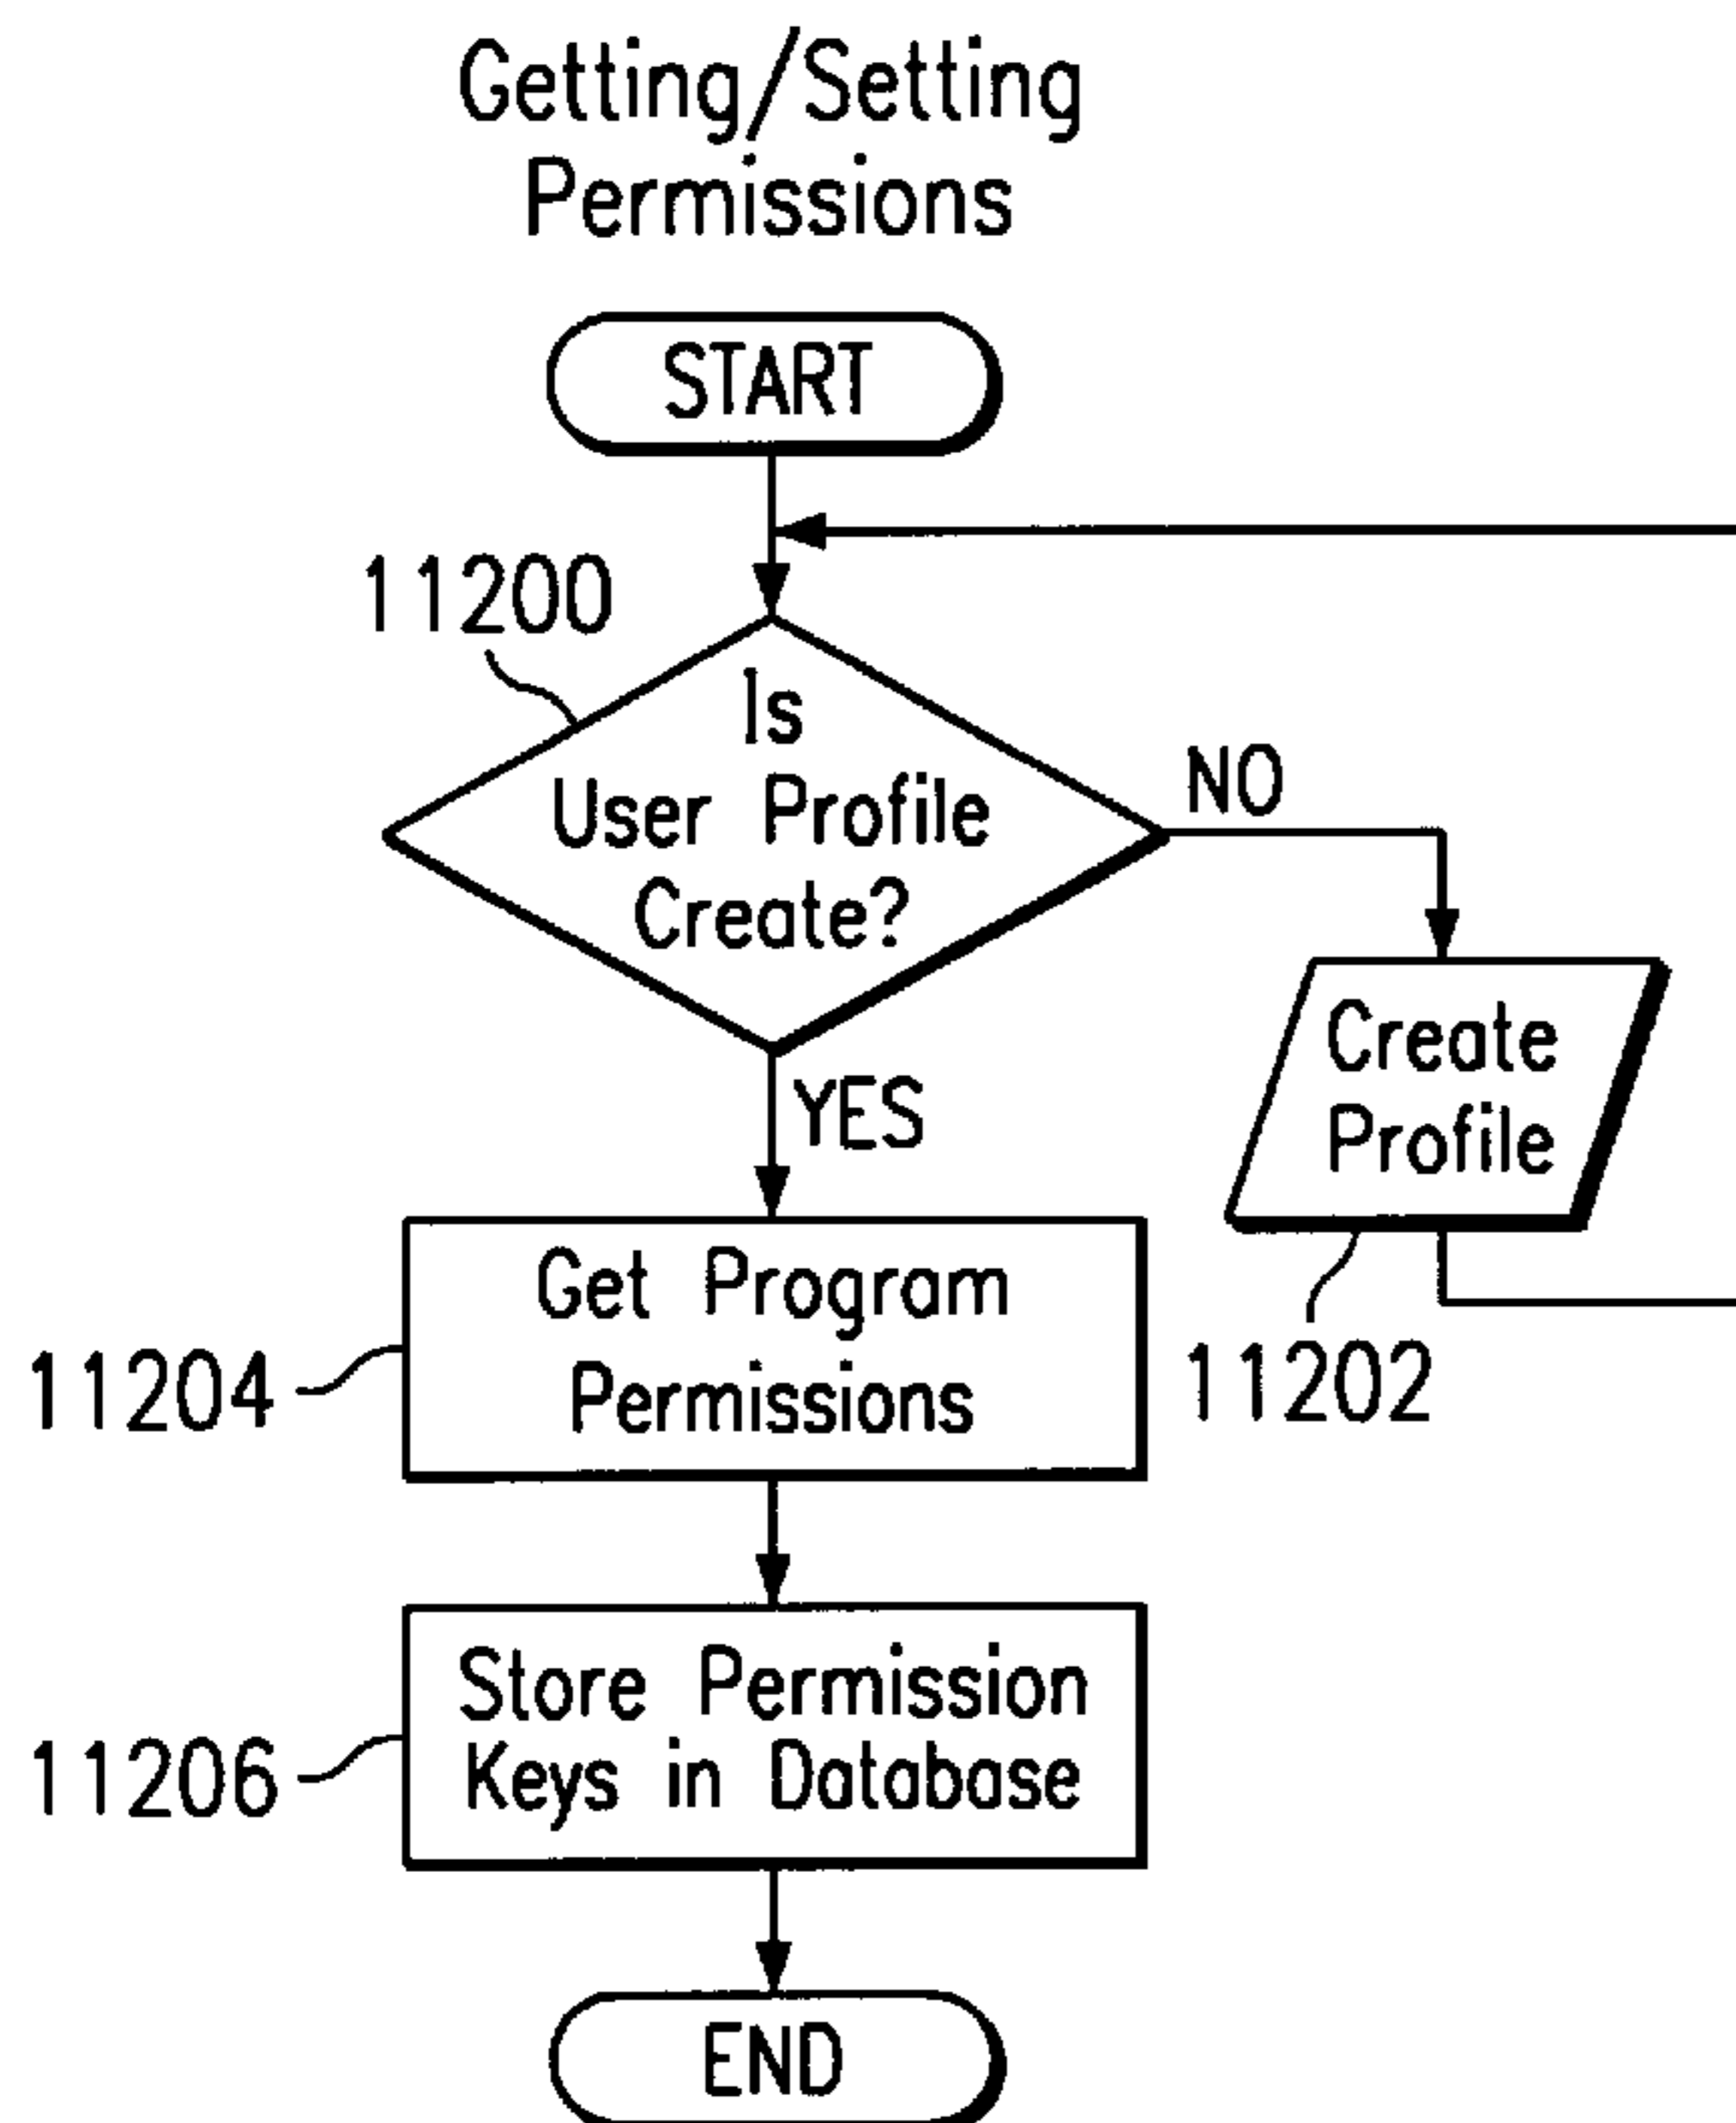 Getting/Setting
Permissions
START
11200
Is
User Profile
Create?
NO
YES
Create
Profile
11202
Get Program
Permissions
11204
Store Permission
Keys in Database
11206
END